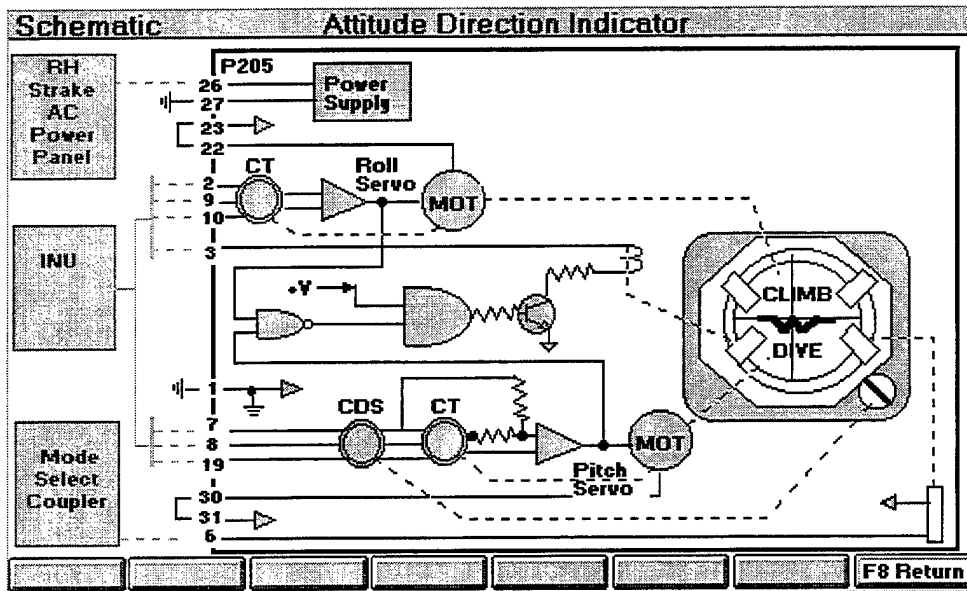 Schematic
Attitude Direction Indicator
RH
Strake
AC
Power
Panel
INU
Mode
Select
Coupler
P205
26
27
23
22
2
9
10
3
1
7
8
19
30
31
6
Power
Supply
CT
Roll
Servo
MOT
+V
CDS
CT
MOT
Pitch
Servo
CLIMB
DIVE
F8 Return